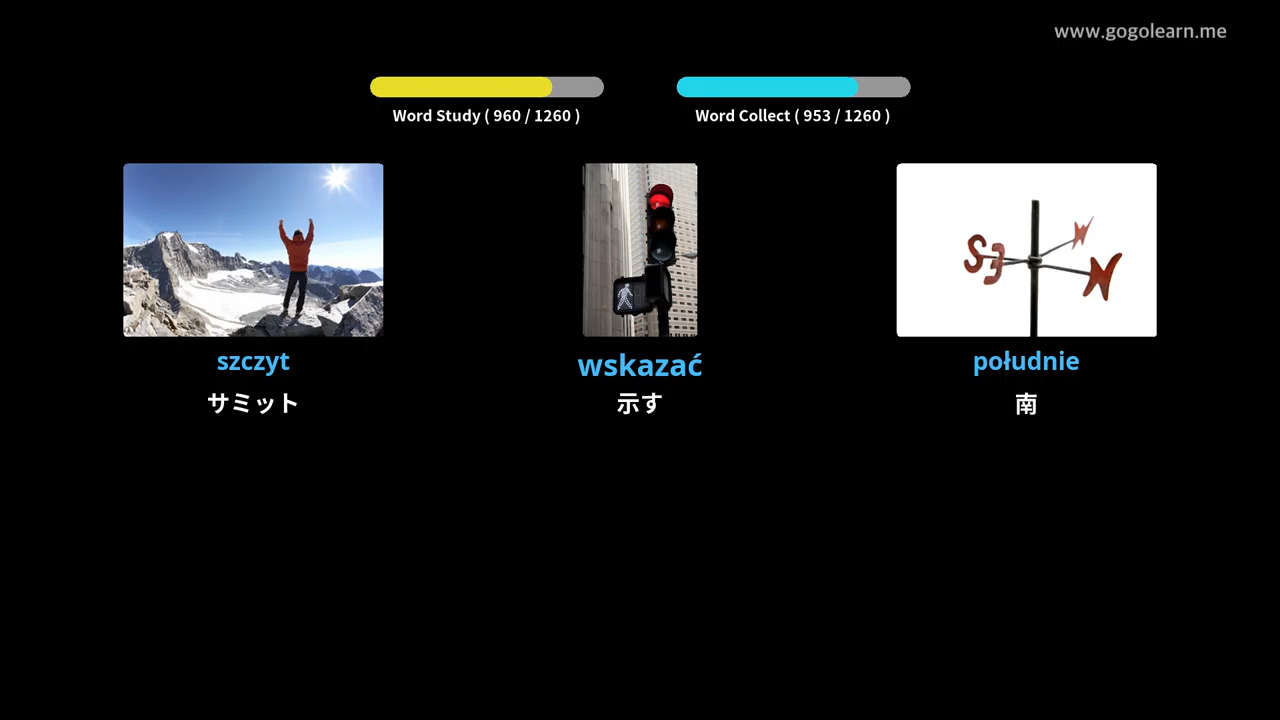 www.gogolearn.me
Word Study ( 960 / 1260 )
Word Collect ( 953 / 1260 )
szczyt
wskazać
południe
サミット
示す
南